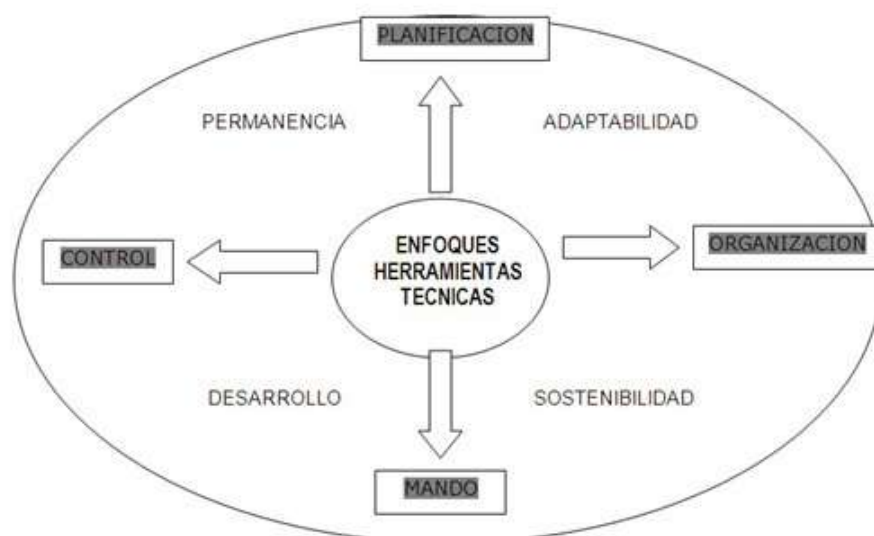 PLANIFICACION
PERMANENCIA
ADAPTABILIDAD
ENFOQUES
HERRAMIENTAS
TECNICAS
CONTROL
ORGANIZACION
DESARROLLO
SOSTENIBILIDAD
MANDO